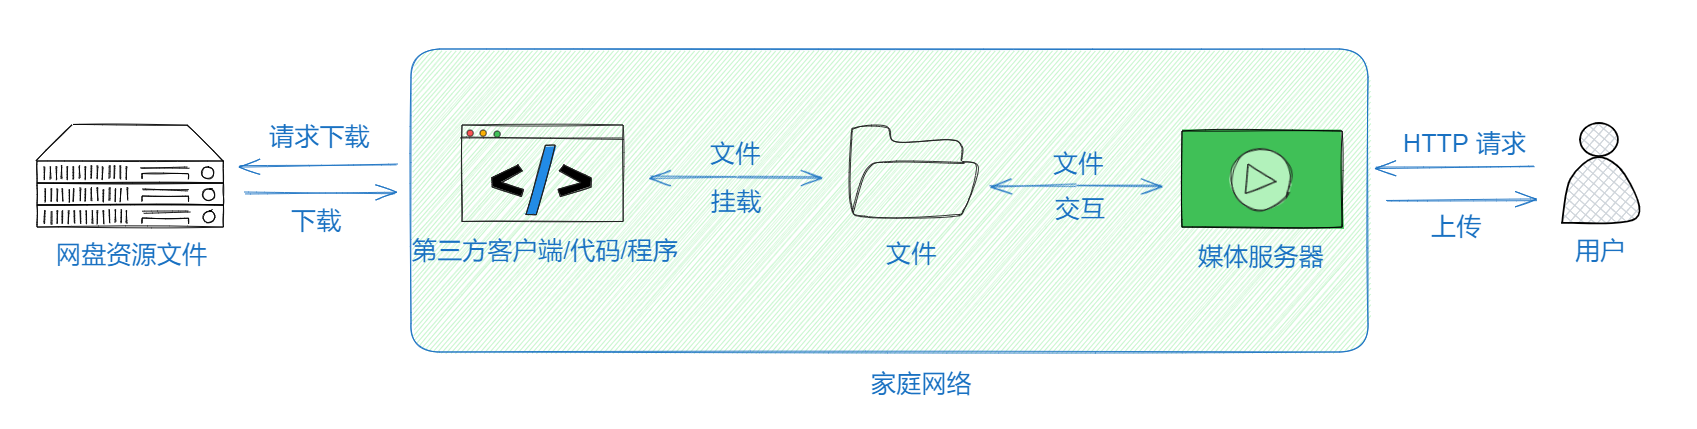 请求下载
下载
网盘资源文件
第三方客户端/代码/程序
文件
挂载
文件
文件
交互
媒体服务器
HTTP 请求
上传
用户
家庭网络